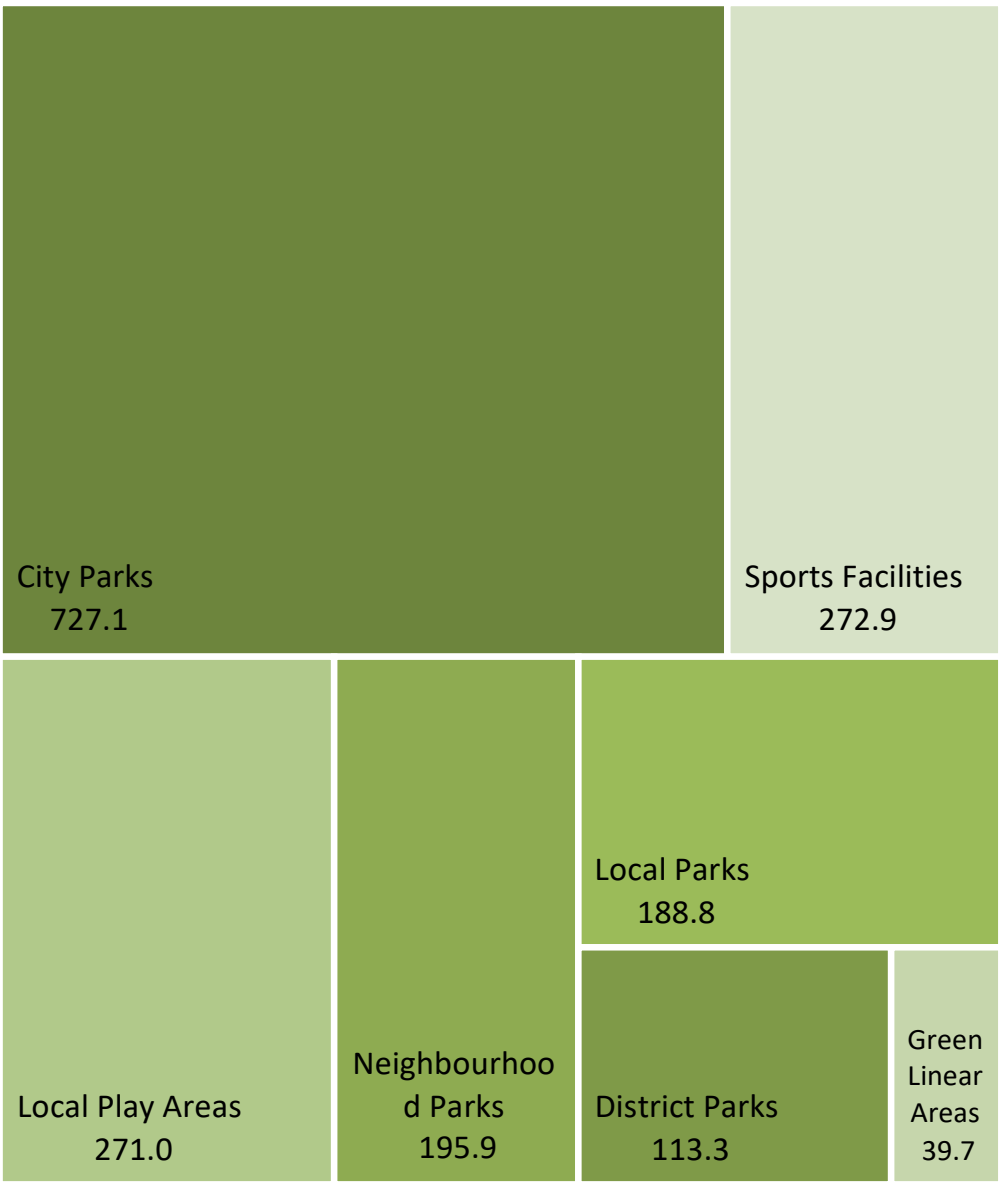 City Parks
727.1
Sports Facilities
272.9
Local Play Areas
271.0
Neighbourhoo
d Parks
195.9
Local Parks
188.8
District Parks
113.3
Green
Linear
Areas
39.7